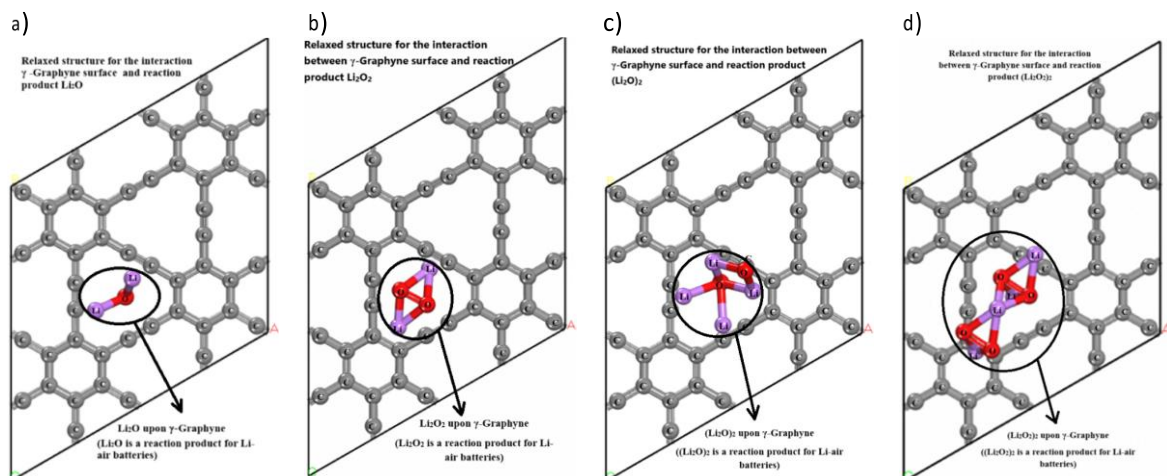 a)
Relaxed structure for the interaction
γ -Graphyne surface and reaction
product Li₂O
Li
Li
O
Li₂O upon γ-Graphyne
(Li₂O is a reaction product for Li-
air batteries)
b)
Relaxed structure for the interaction
between γ-Graphyne surface and reaction
product Li₂O₂
Li
O
O
Li
Li₂O₂ upon γ-Graphyne
(Li₂O₂ is a reaction product for Li-
air batteries)
c)
Relaxed structure for the interaction between
γ-Graphyne surface and reaction product
(Li₂O)₂
Li
O
O
Li
Li
Li
A
(Li₂O)₂ upon γ-Graphyne
((Li₂O)₂ is a reaction product for Li-air
batteries)
d)
Relaxed structure for the interaction
between γ-Graphyne surface and reaction
product (Li₂O₂)₂
Li
O
O
Li
Li
O
O
Li
A
(Li₂O₂)₂ upon γ-Graphyne
((Li₂O₂)₂ is a reaction product for Li-air
batteries)